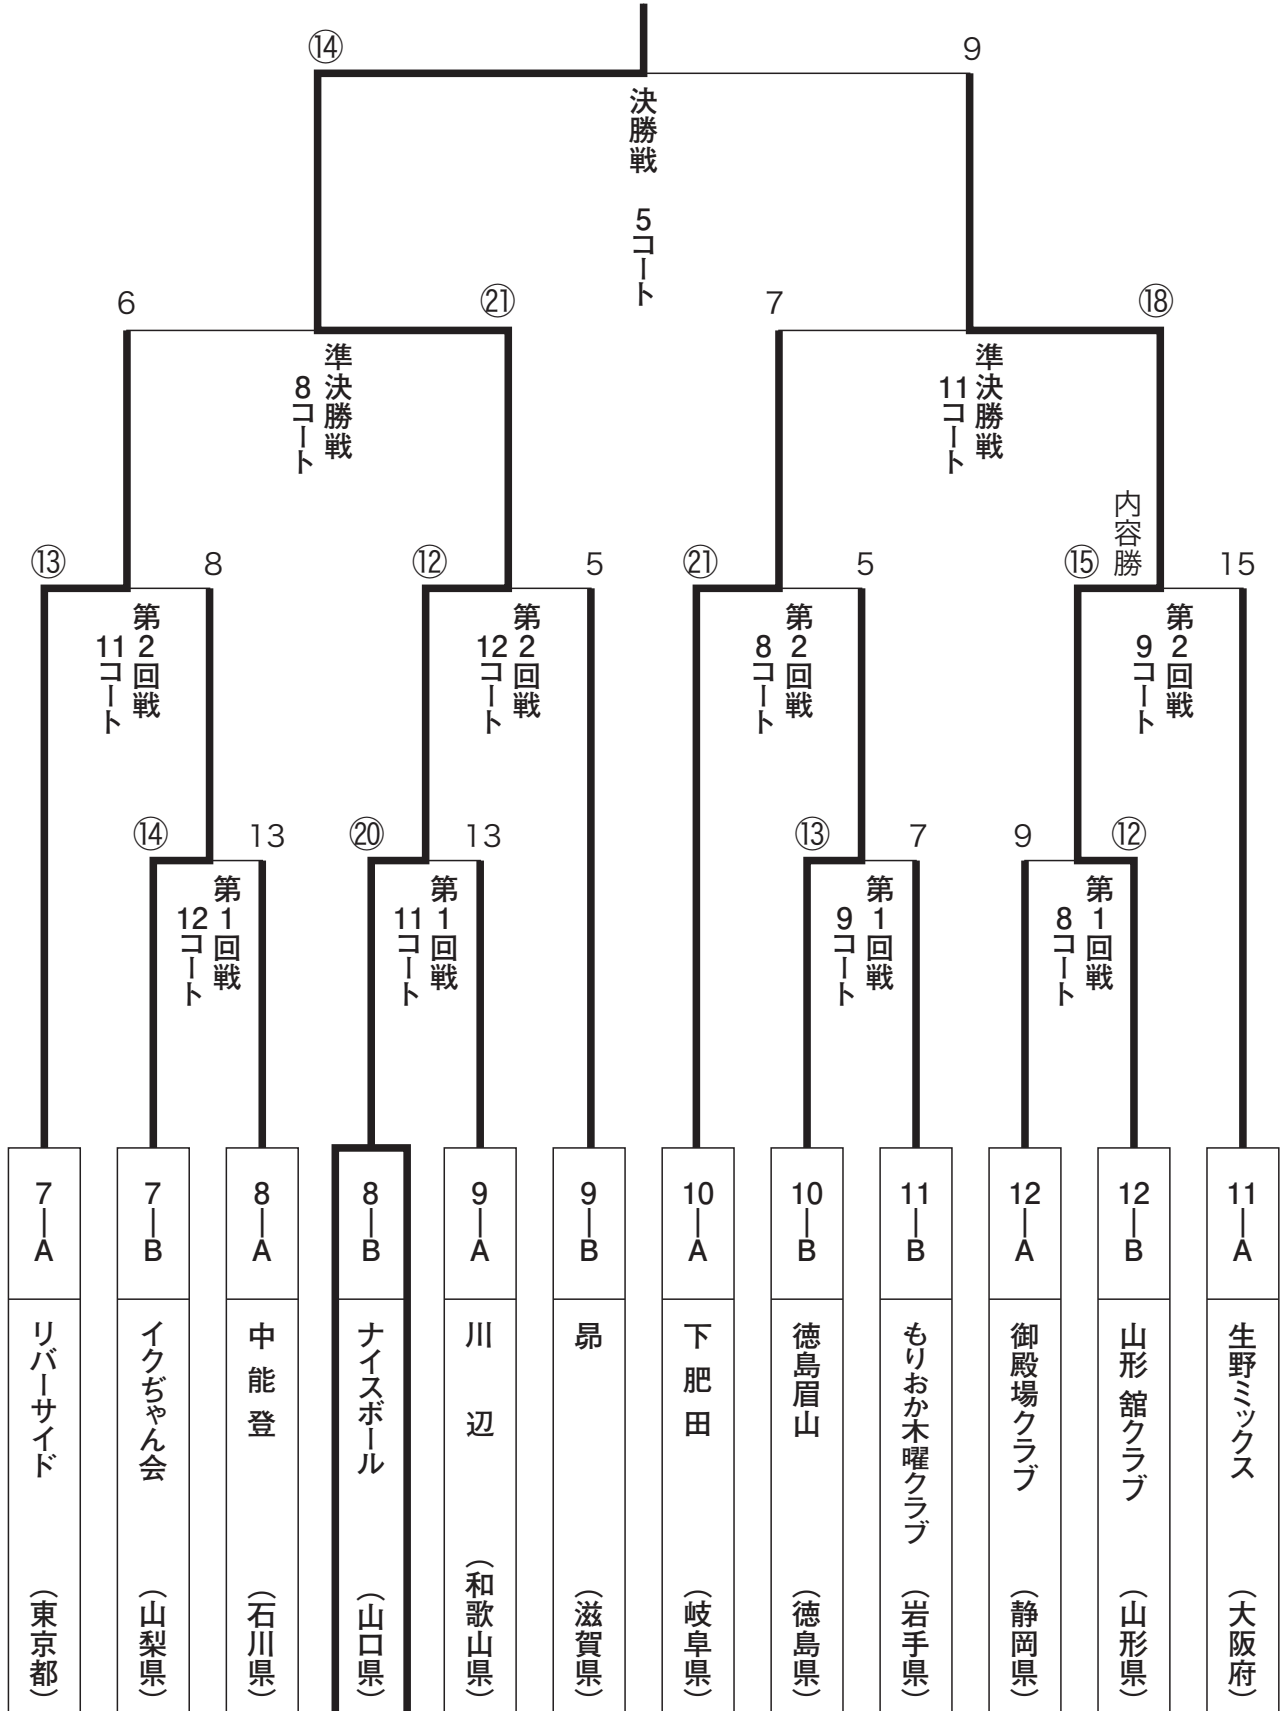 ⑭
9
決勝戦　5コート
6
㉑
7
⑱
準決勝戦
8コート
準決勝戦
11コート
⑬
8
⑫
5
㉑
5
⑮
内容勝
15
第2回戦
11コート
第2回戦
12コート
第2回戦
8コート
第2回戦
9コート
⑭
13
⑳
13
⑬
7
9
⑫
第1回戦
12コート
第1回戦
11コート
第1回戦
9コート
第1回戦
8コート
7―A
リバーサイド
（東京都）
7―B
イクぢゃん会
（山梨県）
8―A
中能登
（石川県）
8―B
ナイスボール
（山口県）
9―A
川辺
（和歌山県）
9―B
昴
（滋賀県）
10―A
下肥田
（岐阜県）
10―B
徳島眉山
（徳島県）
11―B
もりおか木曜クラブ
（岩手県）
12―A
御殿場クラブ
（静岡県）
12―B
山形 舘クラブ
（山形県）
11―A
生野ミックス
（大阪府）